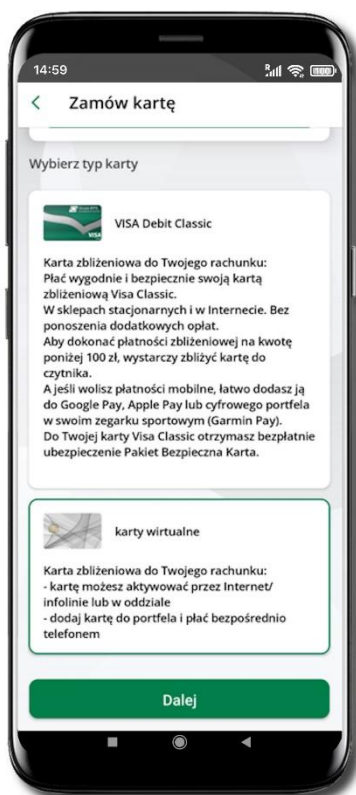 14:59
R
100
Zamów kartę
Wybierz typ karty
VISA
VISA Debit Classic
Karta zbliżeniowa do Twojego rachunku:
Płać wygodnie i bezpiecznie swoją kartą
zbliżeniową Visa Classic.
W sklepach stacjonarnych i w Internecie. Bez
ponoszenia dodatkowych opłat.
Aby dokonać płatności zbliżeniowej na kwotę
poniżej 100 zł, wystarczy zbliżyć kartę do
czytnika.
A jeśli wolisz płatności mobilne, łatwo dodasz ją
do Google Pay, Apple Pay lub cyfrowego portfela
w swoim zegarku sportowym (Garmin Pay).
Do Twojej karty Visa Classic otrzymasz bezpłatnie
ubezpieczenie Pakiet Bezpieczna Karta.
karty wirtualne
Karta zbliżeniowa do Twojego rachunku:
- kartę możesz aktywować przez Internet/
infolinie lub w oddziale
- dodaj kartę do portfela i płać bezpośrednio
telefonem
Dalej